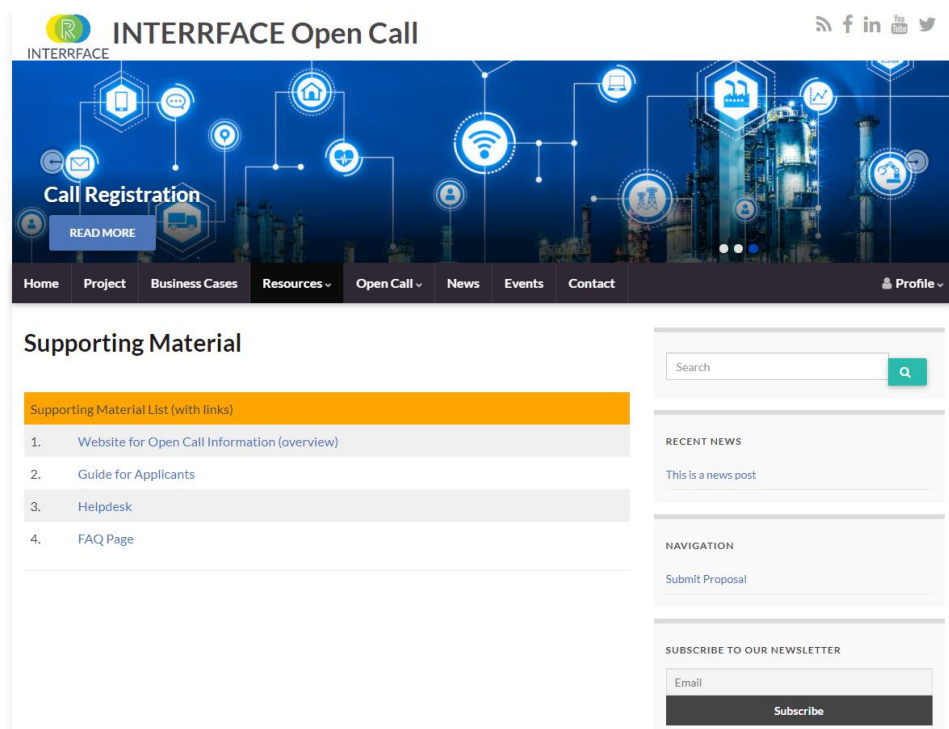 INTERRFACE
INTERRFACE Open Call
You
Tube
Call Registration
READ MORE
Home Project Business Cases Resources Open Call News Events Contact Profile
Supporting Material
Supporting Material List (with links)
1. Website for Open Call Information (overview)
2. Guide for Applicants
3. Helpdesk
4. FAQ Page
Search
RECENT NEWS
This is a news post
NAVIGATION
Submit Proposal
SUBSCRIBE TO OUR NEWSLETTER
Email
Subscribe